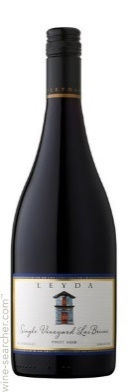 LEYDA
Single Vineyard Las Brisas
PINOT NOIR
wine-searcher.com